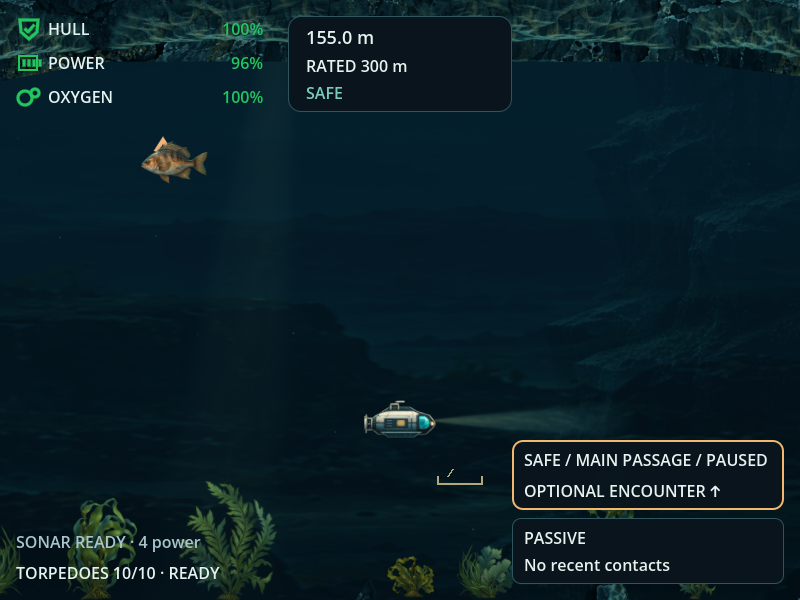 HULL 100%
POWER 96%
OXYGEN 100%
155.0 m
RATED 300 m
SAFE
SAFE / MAIN PASSAGE / PAUSED
OPTIONAL ENCOUNTER ↑
PASSIVE
No recent contacts
SONAR READY · 4 power
TORPEDOES 10/10 · READY